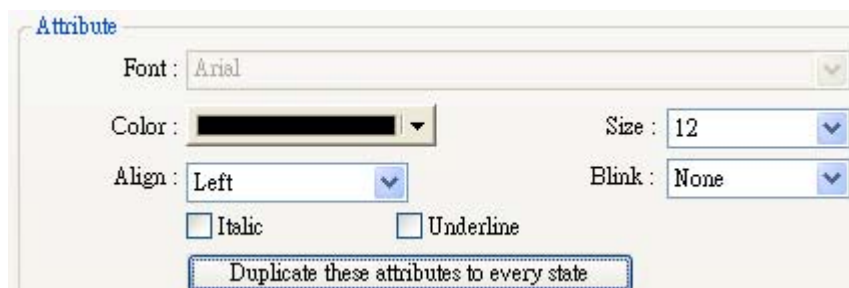 Attribute
Font : Arial
Color : Size : 12
Align : Left Blink : None
Italic Underline
Duplicate these attributes to every state